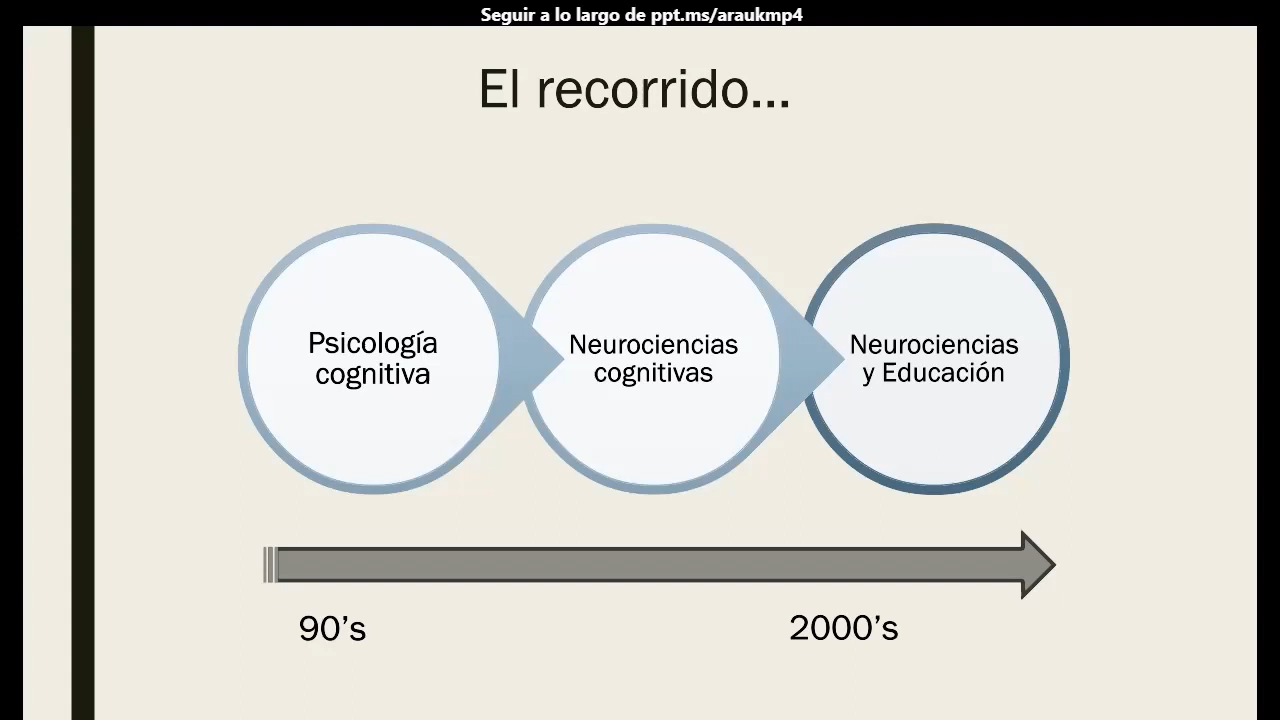 Seguir a lo largo de ppt.ms/araukmp4
El recorrido...
Psicología
cognitiva
Neurociencias
cognitivas
Neurociencias
y Educación
90’s
2000’s